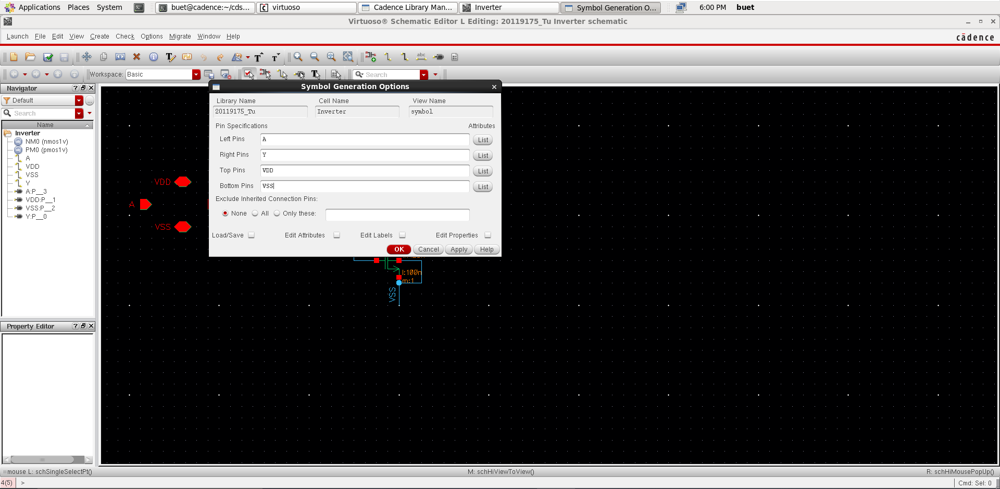 Applications Places System buet@cadence:~/cds... virtuoso Cadence Library Man... Inverter Symbol Generation O... 6:00 PM buet
Virtuoso® Schematic Editor L Editing: 20119175_Tu Inverter schematic
Launch File Edit View Create Check Options Migrate Window Help cādence
abc
Workspace: Basic Search
Navigator
Default
Search
Name
Inverter
NM0 (nmos1v)
PM0 (pmos1v)
A
VDD
VSS
Y
A:P__3
VDD:P__1
VSS:P__2
Y:P__0
Property Editor
VDD
A
VSS
Symbol Generation Options
Library Name Cell Name View Name
20119175_Tu Inverter symbol
Pin Specifications Attributes
Left Pins A List
Right Pins Y List
Top Pins VDD List
Bottom Pins VSS List
Exclude Inherited Connection Pins:
None All Only these:
Load/Save Edit Attributes Edit Labels Edit Properties
OK Cancel Apply Help
l:100n
m:1
VSS
mouse L: schSingleSelectPt() M: schHiViewToView() R: schHiMousePopUp()
4(5) > Cmd: Sel: 0